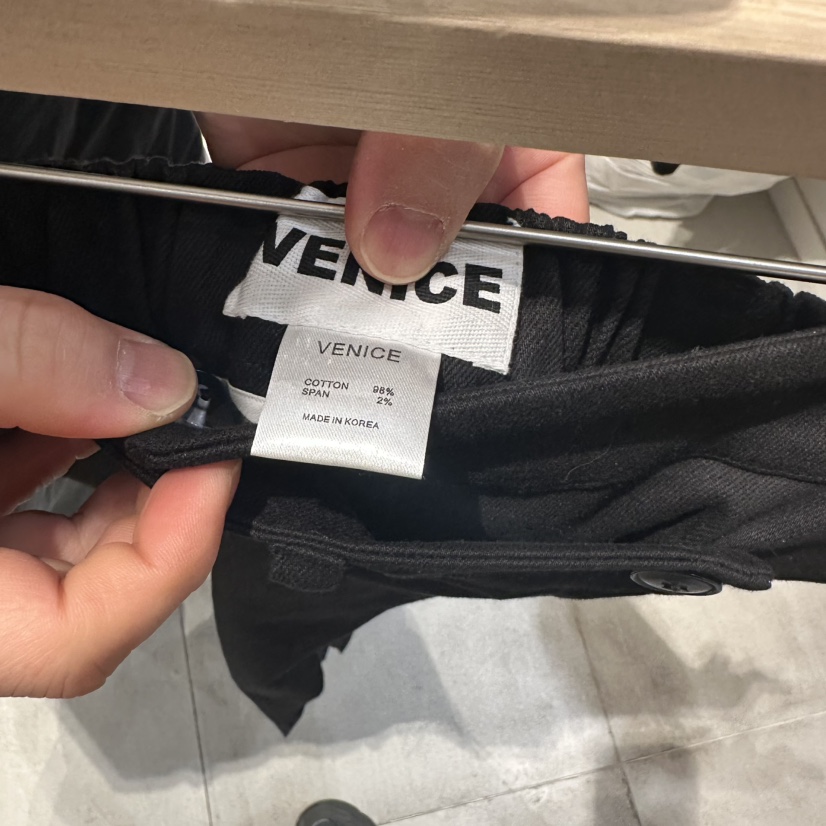 VENICE
VENICE
COTTON 98%
SPAN 2%
MADE IN KOREA